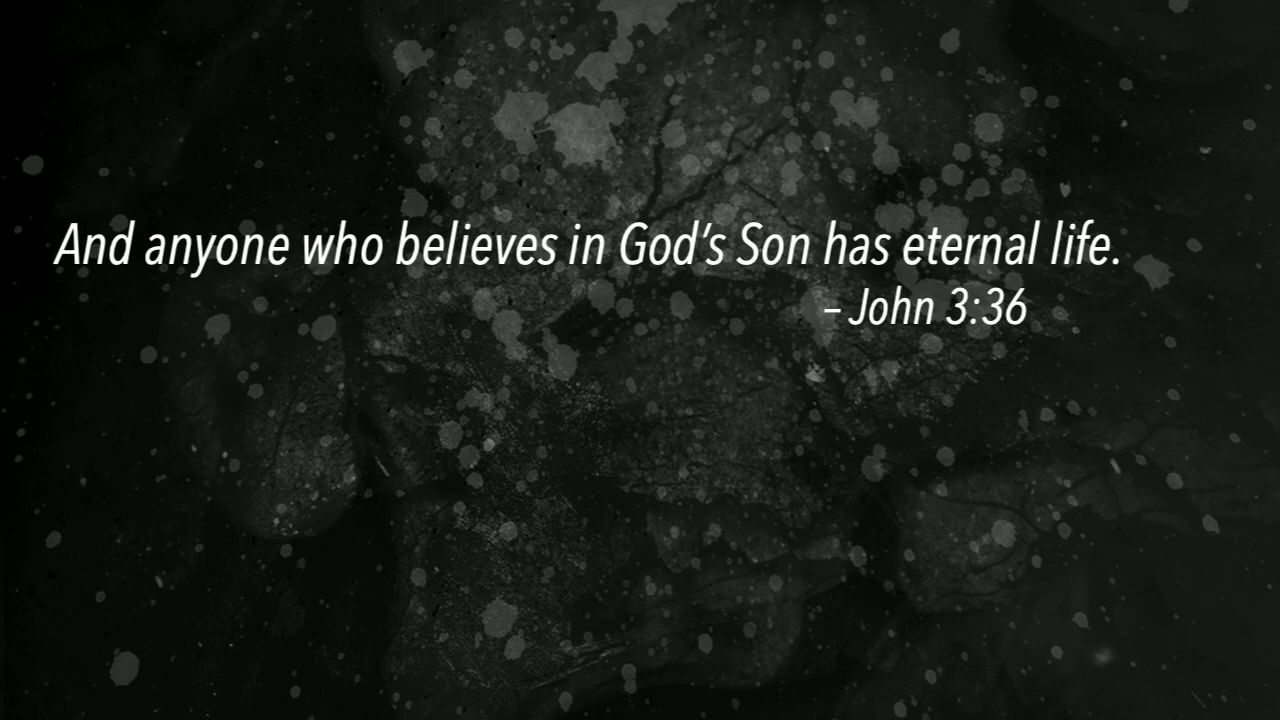 And anyone who believes in God’s Son has eternal life.
– John 3:36